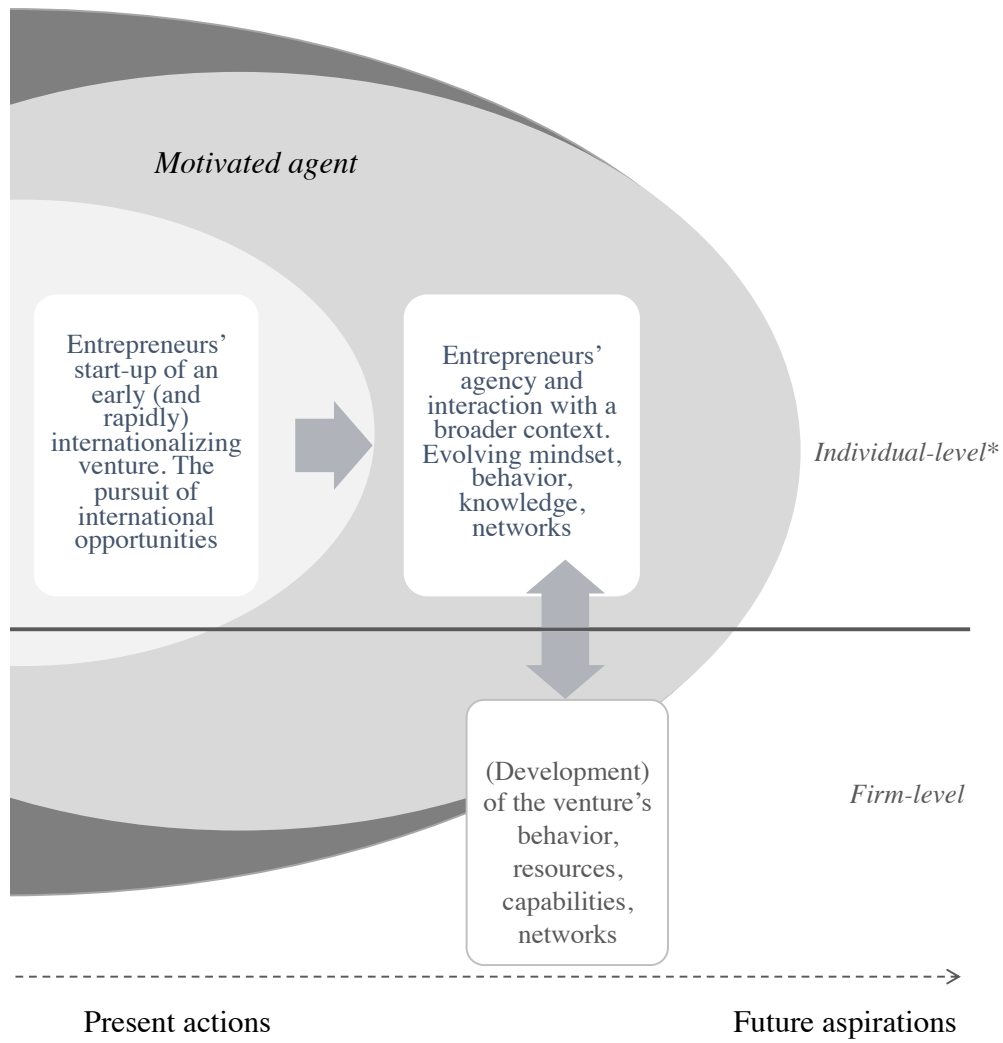 Motivated agent
Entrepreneurs’
start-up of an
early (and
rapidly)
internationalizing
venture. The
pursuit of
international
opportunities
Entrepreneurs’
agency and
interaction with a
broader context.
Evolving mindset,
behavior,
knowledge,
networks
Individual-level*
(Development)
of the venture’s
behavior,
resources,
capabilities,
networks
Firm-level
Present actions
Future aspirations